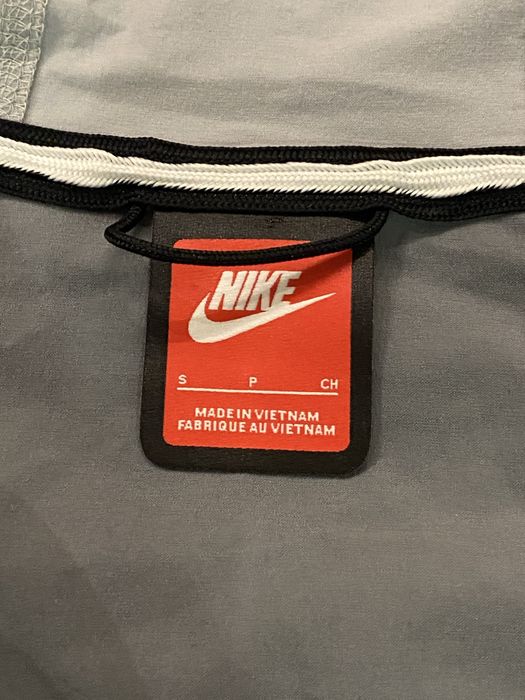 NIKE
S P CH
MADE IN VIETNAM
FABRIQUE AU VIETNAM